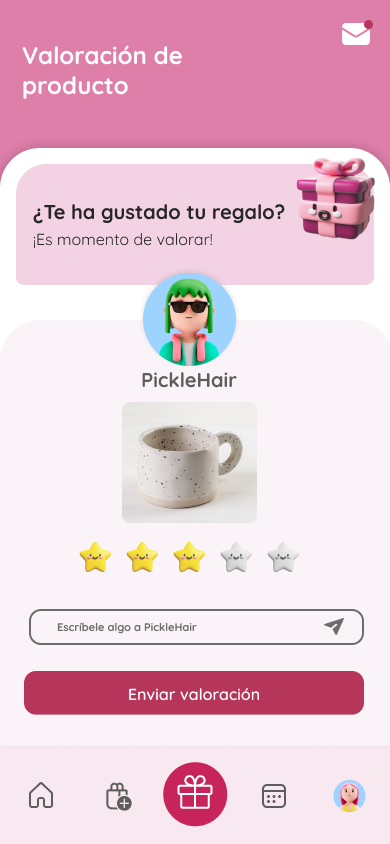 Valoración de
producto
¿Te ha gustado tu regalo?
¡Es momento de valorar!
PickleHair
Escríbele algo a PickleHair
Enviar valoración